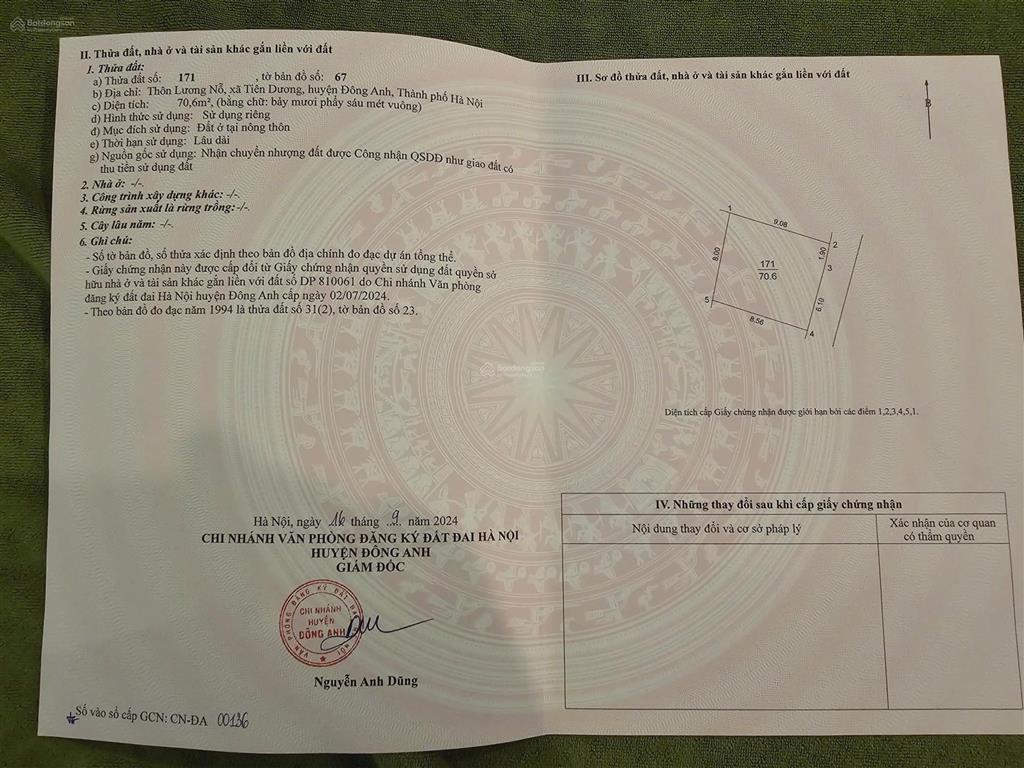 Batdongsan
II. Thửa đất, nhà ở và tài sản khác gắn liền với đất
1. Thửa đất:
a) Thửa đất số: 171 , tờ bản đồ số: 67
b) Địa chỉ: Thôn Lương Nỗ, xã Tiên Dương, huyện Đông Anh, Thành phố Hà Nội
c) Diện tích: 70,6m², (bằng chữ: bảy mươi phẩy sáu mét vuông)
d) Hình thức sử dụng: Sử dụng riêng
đ) Mục đích sử dụng: Đất ở tại nông thôn
e) Thời hạn sử dụng: Lâu dài
g) Nguồn gốc sử dụng: Nhận chuyển nhượng đất được Công nhận QSDĐ như giao đất có
thu tiền sử dụng đất
2. Nhà ở: -/-.
3. Công trình xây dựng khác: -/-.
4. Rừng sản xuất là rừng trồng:-/-.
5. Cây lâu năm: -/-.
6. Ghi chú:
- Số tờ bản đồ, số thửa xác định theo bản đồ địa chính đo đạc dự án tổng thể.
- Giấy chứng nhận này được cấp đổi từ Giấy chứng nhận quyền sử dụng đất quyền sở
hữu nhà ở và tài sản khác gắn liền với đất số DP 810061 do Chi nhánh Văn phòng
đăng ký đất đai Hà Nội huyện Đông Anh cấp ngày 02/07/2024.
- Theo bản đồ đo đạc năm 1994 là thửa đất số 31(2), tờ bản đồ số 23.
Hà Nội, ngày 16 tháng 9 năm 2024
CHI NHÁNH VĂN PHÒNG ĐĂNG KÝ ĐẤT ĐAI HÀ NỘI
HUYỆN ĐÔNG ANH
GIÁM ĐỐC
VĂN PHÒNG ĐĂNG KÝ ĐẤT ĐAI HÀ NỘI
CHI NHÁNH
HUYỆN
ĐÔNG ANH
Nguyễn Anh Dũng
Số vào sổ cấp GCN: CN-ĐA 00136
III. Sơ đồ thửa đất, nhà ở và tài sản khác gắn liền với đất
B
1
9.08
2
1.90
3
8.00
171
70.6
6.10
5
8.56
4
Batdongsan
Diện tích cấp Giấy chứng nhận được giới hạn bởi các điểm 1,2,3,4,5,1.
IV. Những thay đổi sau khi cấp giấy chứng nhận
Nội dung thay đổi và cơ sở pháp lý
Xác nhận của cơ quan
có thẩm quyền